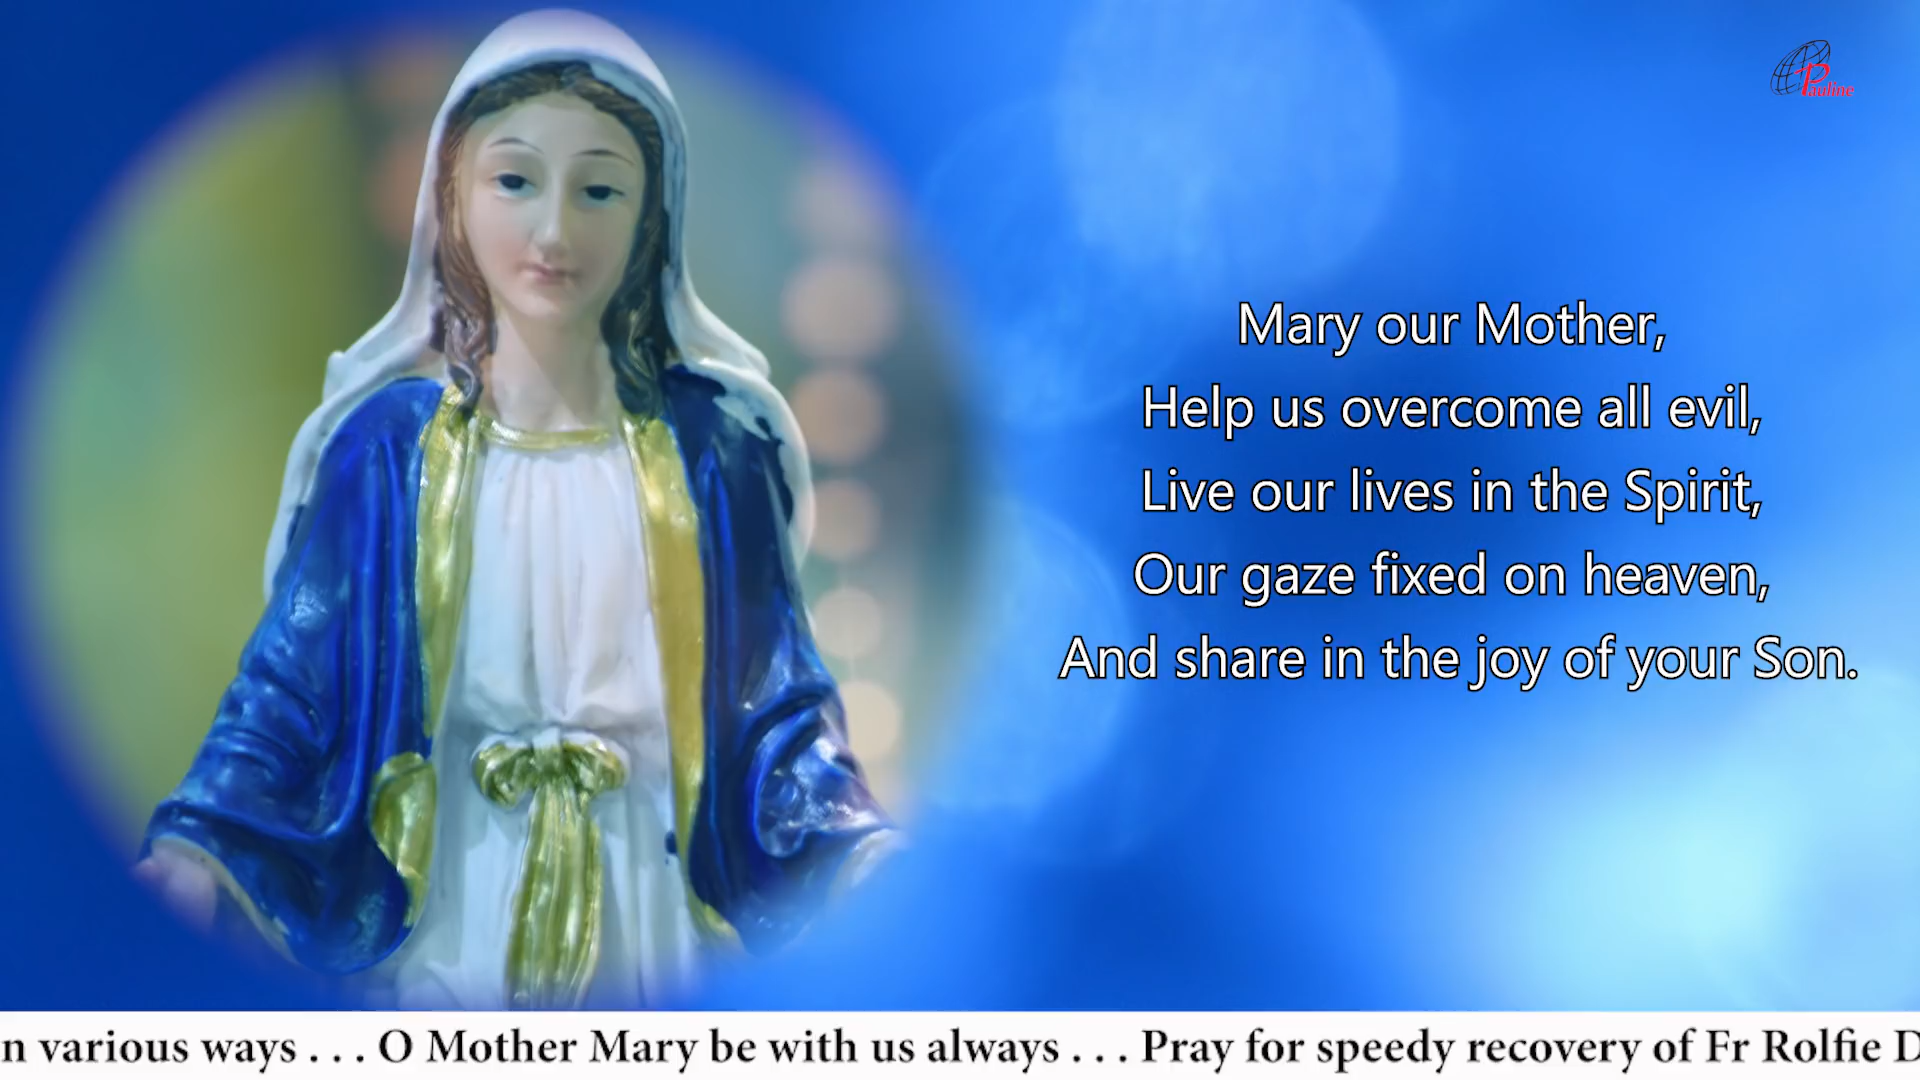 Pauline
Mary our Mother,
Help us overcome all evil,
Live our lives in the Spirit,
Our gaze fixed on heaven,
And share in the joy of your Son.
n various ways . . . O Mother Mary be with us always . . . Pray for speedy recovery of Fr Rolfie D